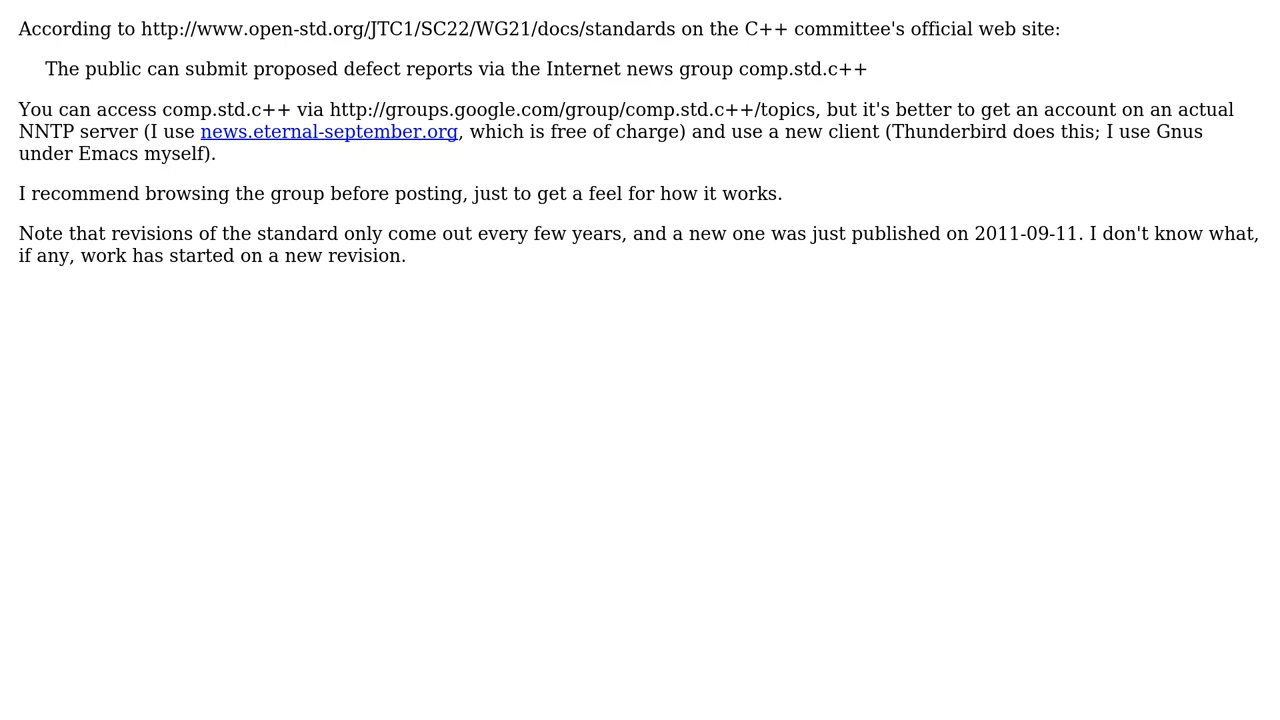 According to http://www.open-std.org/JTC1/SC22/WG21/docs/standards on the C++ committee's official web site:
The public can submit proposed defect reports via the Internet news group comp.std.c++
You can access comp.std.c++ via http://groups.google.com/group/comp.std.c++/topics, but it's better to get an account on an actual
NNTP server (I use news.eternal-september.org, which is free of charge) and use a new client (Thunderbird does this; I use Gnus
under Emacs myself).
I recommend browsing the group before posting, just to get a feel for how it works.
Note that revisions of the standard only come out every few years, and a new one was just published on 2011-09-11. I don't know what,
if any, work has started on a new revision.